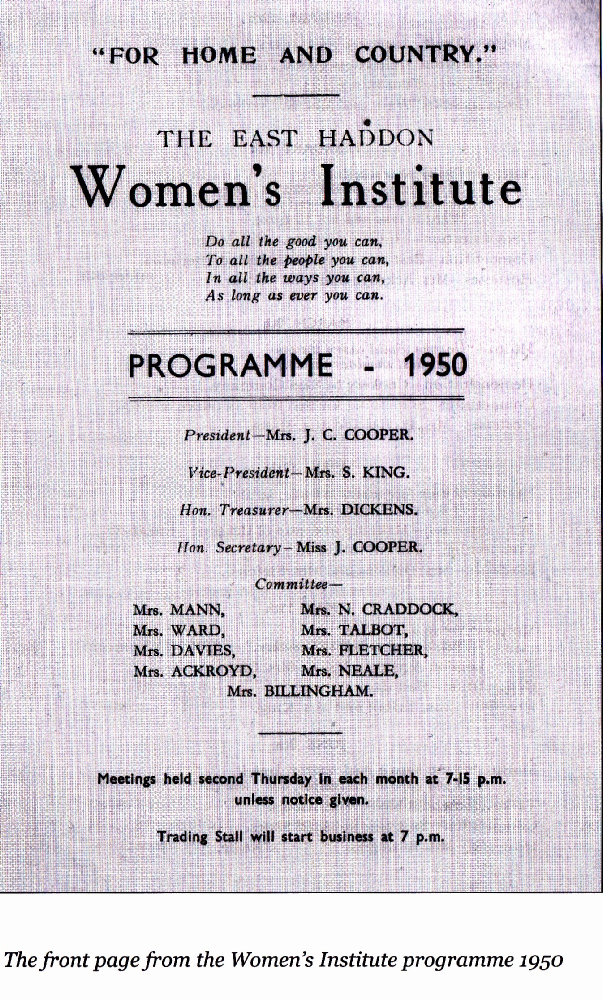 “FOR HOME AND COUNTRY.”
THE EAST HADDON
Women's Institute
Do all the good you can,
To all the people you can,
In all the ways you can,
As long as ever you can.
PROGRAMME - 1950
President—Mrs. J. C. COOPER.
Vice-President—Mrs. S. KING.
Hon. Treasurer—Mrs. DICKENS.
Hon. Secretary—Miss J. COOPER.
Committee—
Mrs. MANN, Mrs. N. CRADDOCK,
Mrs. WARD, Mrs. TALBOT,
Mrs. DAVIES, Mrs. FLETCHER,
Mrs. ACKROYD, Mrs. NEALE,
Mrs. BILLINGHAM.
Meetings held second Thursday in each month at 7-15 p.m.
unless notice given.
Trading Stall will start business at 7 p.m.
The front page from the Women's Institute programme 1950